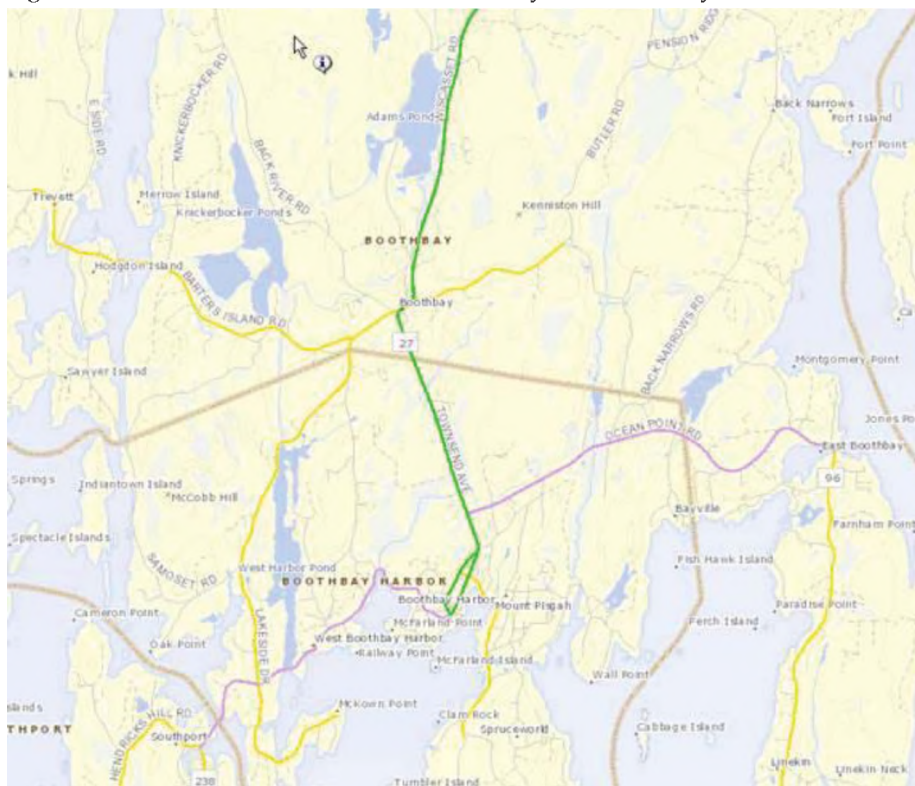 PENSION RIDG
k Hill
WISCASSET RD
E SIDE RD
KNICKERBOCKER RD
BACK RIVER RD
Adams Pond
BUTLER RD
Back Narrows
Fort Island
Fort Point
Trevett
Merrow Island
Knickerbocker Ponds
Kenniston Hill
BOOTHBAY
Hodgdon Island
BARTERS ISLAND RD
Boothbay
27
BACK NARROWS RD
Montgomery Point
Sawyer Island
TOWNSEND AVE
OCEAN POINT RD
Jones Po
East Boothbay
96
Springs
Indiantown Island
McCobb Hill
Bayville
Farnham Point
Spectacle Islands
SAMOSET RD
West Harbor Pond
Fish Hawk Island
BOOTHBAY HARBOR
Boothbay Harbor
Mount Pisgah
Cameron Point
McFarland Point
Paradise Point
LAKESIDE DR
West Boothbay Harbor
Perch Island
Oak Point
Railway Point
McFarland Island
Wall Point
Mckown Point
slands
HENDRICKS HILL RD
Clam Rock
Spruceworld
Cabbage Island
THPORT
Southport
238
Tumbler Island
Linekin
Linekin Neck